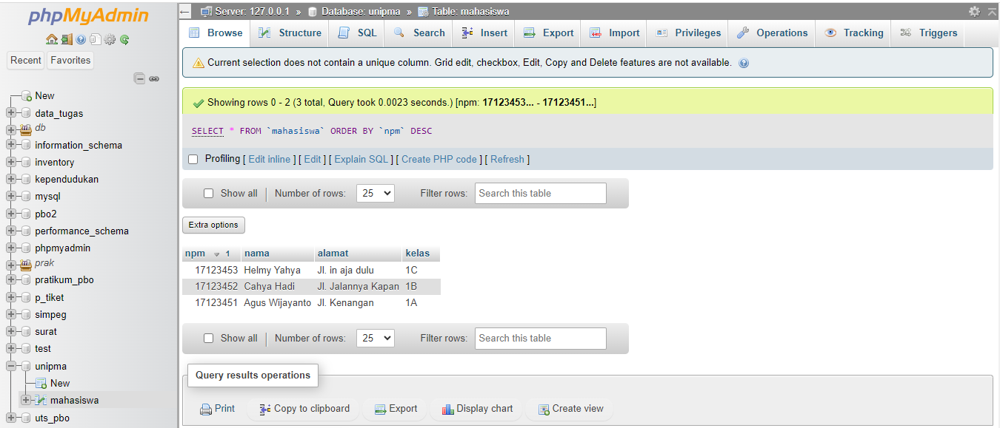 phpMyAdmin
Recent Favorites
New
data_tugas
db
information_schema
inventory
kependudukan
mysql
pbo2
performance_schema
phpmyadmin
prak
pratikum_pbo
p_tiket
simpeg
surat
test
unipma
New
mahasiswa
uts_pbo
Server: 127.0.0.1 » Database: unipma » Table: mahasiswa
Browse Structure SQL Search Insert Export Import Privileges Operations Tracking Triggers
Current selection does not contain a unique column. Grid edit, checkbox, Edit, Copy and Delete features are not available.
Showing rows 0 - 2 (3 total, Query took 0.0023 seconds.) [npm: 17123453... - 17123451...]
SELECT * FROM `mahasiswa` ORDER BY `npm` DESC
Profiling [ Edit inline ] [ Edit ] [ Explain SQL ] [ Create PHP code ] [ Refresh ]
Show all | Number of rows: 25 Filter rows: Search this table
Extra options
npm 1 nama alamat kelas
17123453 Helmy Yahya Jl. in aja dulu 1C
17123452 Cahya Hadi Jl. Jalannya Kapan 1B
17123451 Agus Wijayanto Jl. Kenangan 1A
Show all | Number of rows: 25 Filter rows: Search this table
Query results operations
Print Copy to clipboard Export Display chart Create view